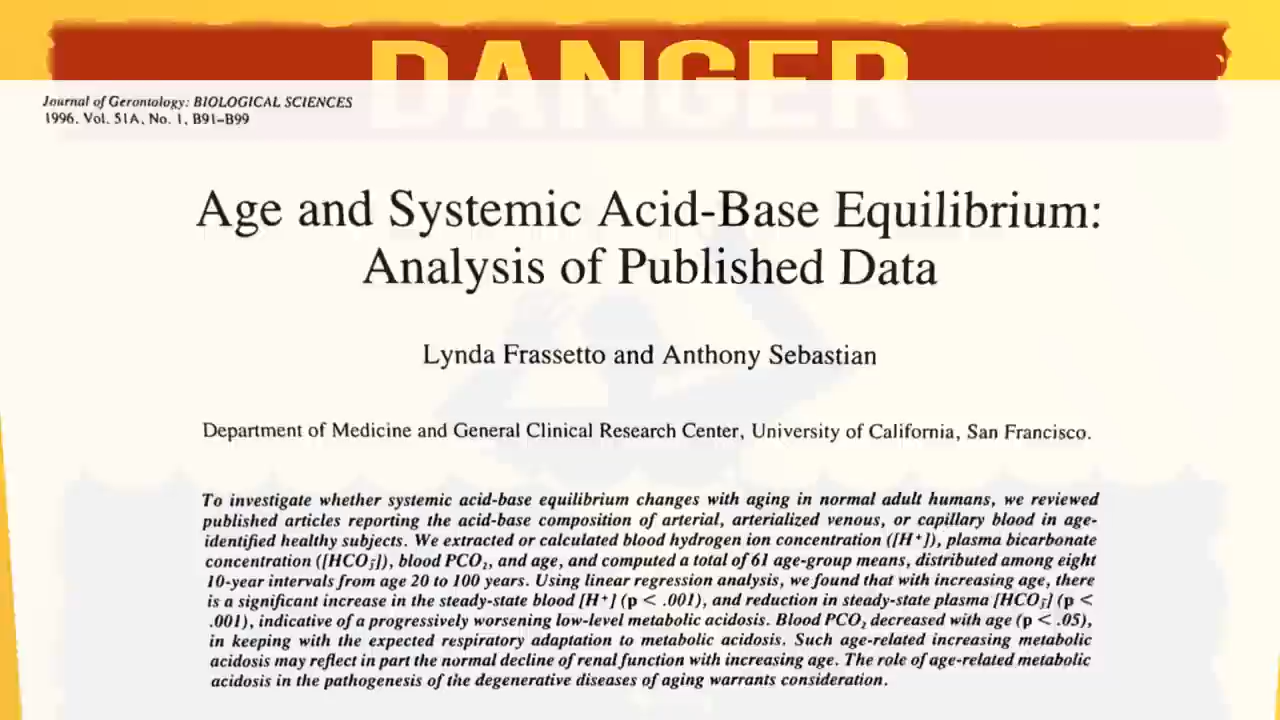 DANGER
Journal of Gerontology: BIOLOGICAL SCIENCES
1996. Vol. 51A, No. 1, B91–B99
Age and Systemic Acid-Base Equilibrium:
Analysis of Published Data
Lynda Frassetto and Anthony Sebastian
Department of Medicine and General Clinical Research Center, University of California, San Francisco.
To investigate whether systemic acid-base equilibrium changes with aging in normal adult humans, we reviewed
published articles reporting the acid-base composition of arterial, arterialized venous, or capillary blood in age-
identified healthy subjects. We extracted or calculated blood hydrogen ion concentration ([H⁺]), plasma bicarbonate
concentration ([HCO₃⁻]), blood PCO₂, and age, and computed a total of 61 age-group means, distributed among eight
10-year intervals from age 20 to 100 years. Using linear regression analysis, we found that with increasing age, there
is a significant increase in the steady-state blood [H⁺] (p < .001), and reduction in steady-state plasma [HCO₃⁻] (p <
.001), indicative of a progressively worsening low-level metabolic acidosis. Blood PCO₂ decreased with age (p < .05),
in keeping with the expected respiratory adaptation to metabolic acidosis. Such age-related increasing metabolic
acidosis may reflect in part the normal decline of renal function with increasing age. The role of age-related metabolic
acidosis in the pathogenesis of the degenerative diseases of aging warrants consideration.